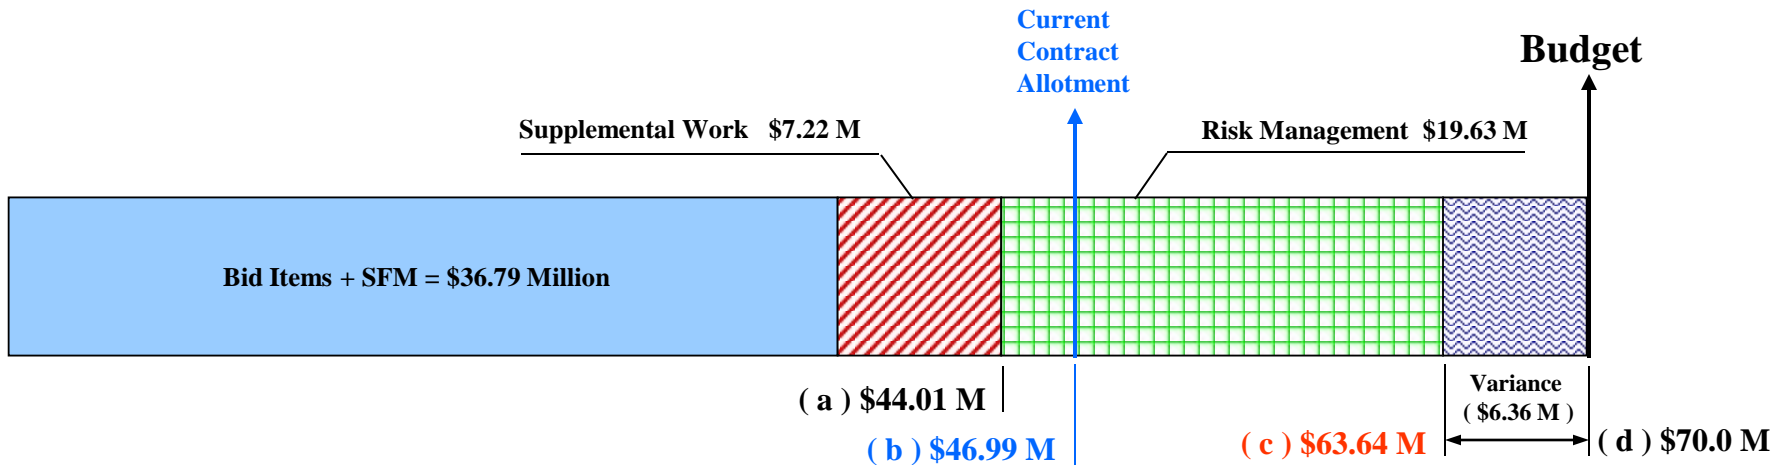 Current
Contract
Allotment
Budget
Supplemental Work $7.22 M
Risk Management $19.63 M
Bid Items + SFM = $36.79 Million
( a ) $44.01 M
Variance
( $6.36 M )
( b ) $46.99 M
( c ) $63.64 M
( d ) $70.0 M